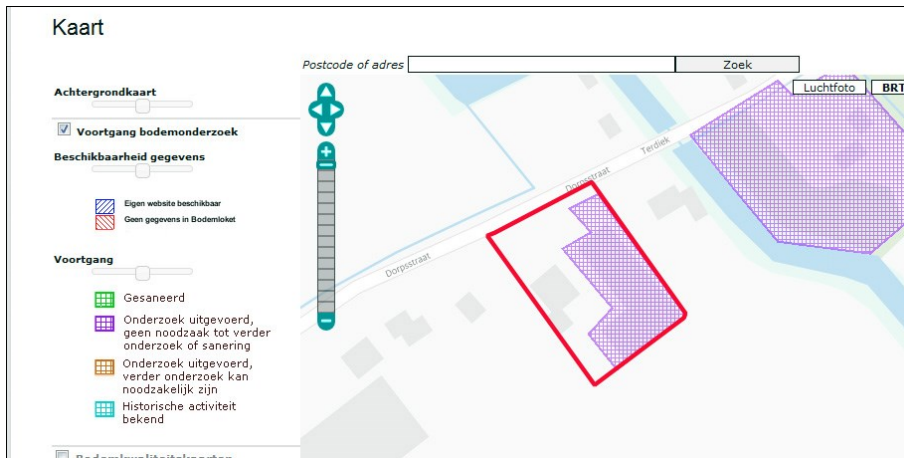 Kaart
Postcode of adres
Zoek
Achtergrondkaart
Luchtfoto
BRT
Voortgang bodemonderzoek
Beschikbaarheid gegevens
Eigen website beschikbaar
Geen gegevens in Bodemloket
Voortgang
Gesaneerd
Onderzoek uitgevoerd,
geen noodzaak tot verder
onderzoek of sanering
Onderzoek uitgevoerd,
verder onderzoek kan
noodzakelijk zijn
Historische activiteit
bekend
Bodemkwaliteitskaarten
Terdiek
Dorpsstraat
Dorpsstraat